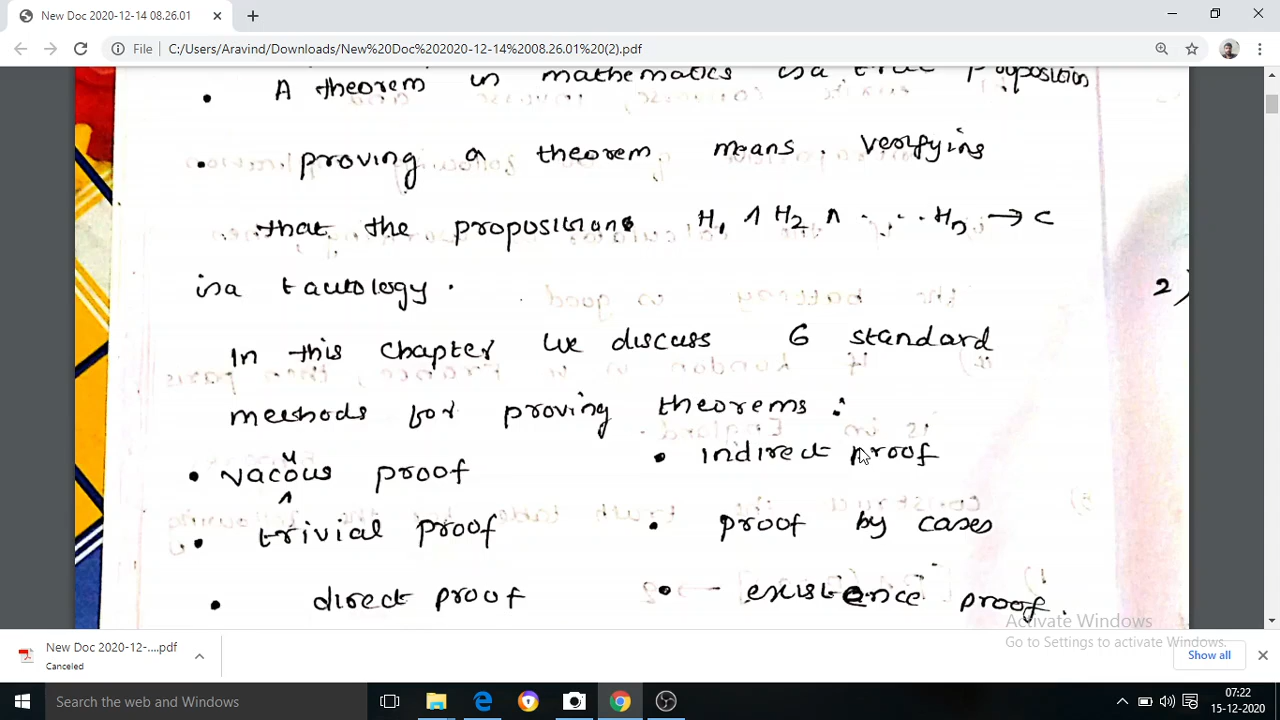 New Doc 2020-12-14 08.26.01
File C:/Users/Aravind/Downloads/New%20Doc%202020-12-14%2008.26.01%20(2).pdf
• A theorem in mathematics is a true proposition
• proving a theorem means. verifying
that the propositions H1 ∧ H2 ∧ ..... Hn → C
is a tautology.
In this chapter we discuss 6 standard
methods for proving theorems :
• Vacuous proof
• trivial proof
• direct proof
• indirect proof
• proof by cases
• existence proof.
2)
Activate Windows
Go to Settings to activate Windows.
New Doc 2020-12-....pdf
Canceled
Show all
Search the web and Windows
07:22
15-12-2020